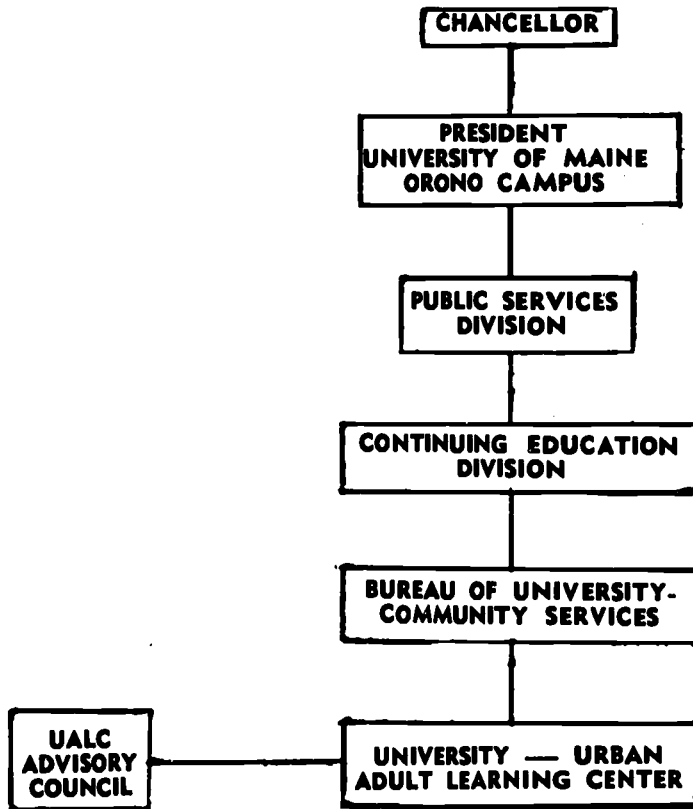 CHANCELLOR
PRESIDENT
UNIVERSITY OF MAINE
ORONO CAMPUS
PUBLIC SERVICES
DIVISION
CONTINUING EDUCATION
DIVISION
BUREAU OF UNIVERSITY-
COMMUNITY SERVICES
UALC
ADVISORY
COUNCIL
UNIVERSITY — URBAN
ADULT LEARNING CENTER